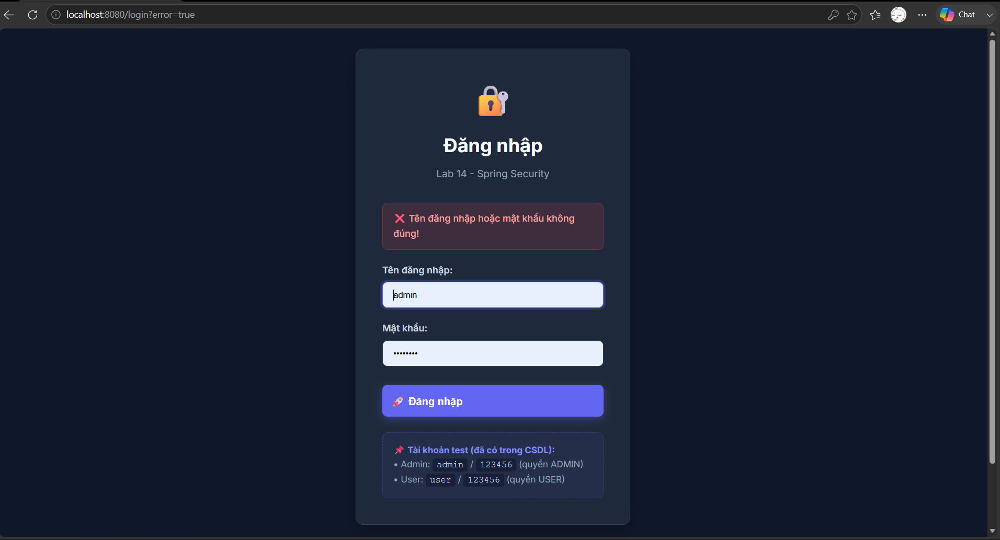 localhost:8080/login?error=true
Chat
Đăng nhập
Lab 14 - Spring Security
❌ Tên đăng nhập hoặc mật khẩu không
đúng!
Tên đăng nhập:
admin
Mật khẩu:
••••••••
🚀 Đăng nhập
📌 Tài khoản test (đã có trong CSDL):
• Admin: admin / 123456 (quyền ADMIN)
• User: user / 123456 (quyền USER)